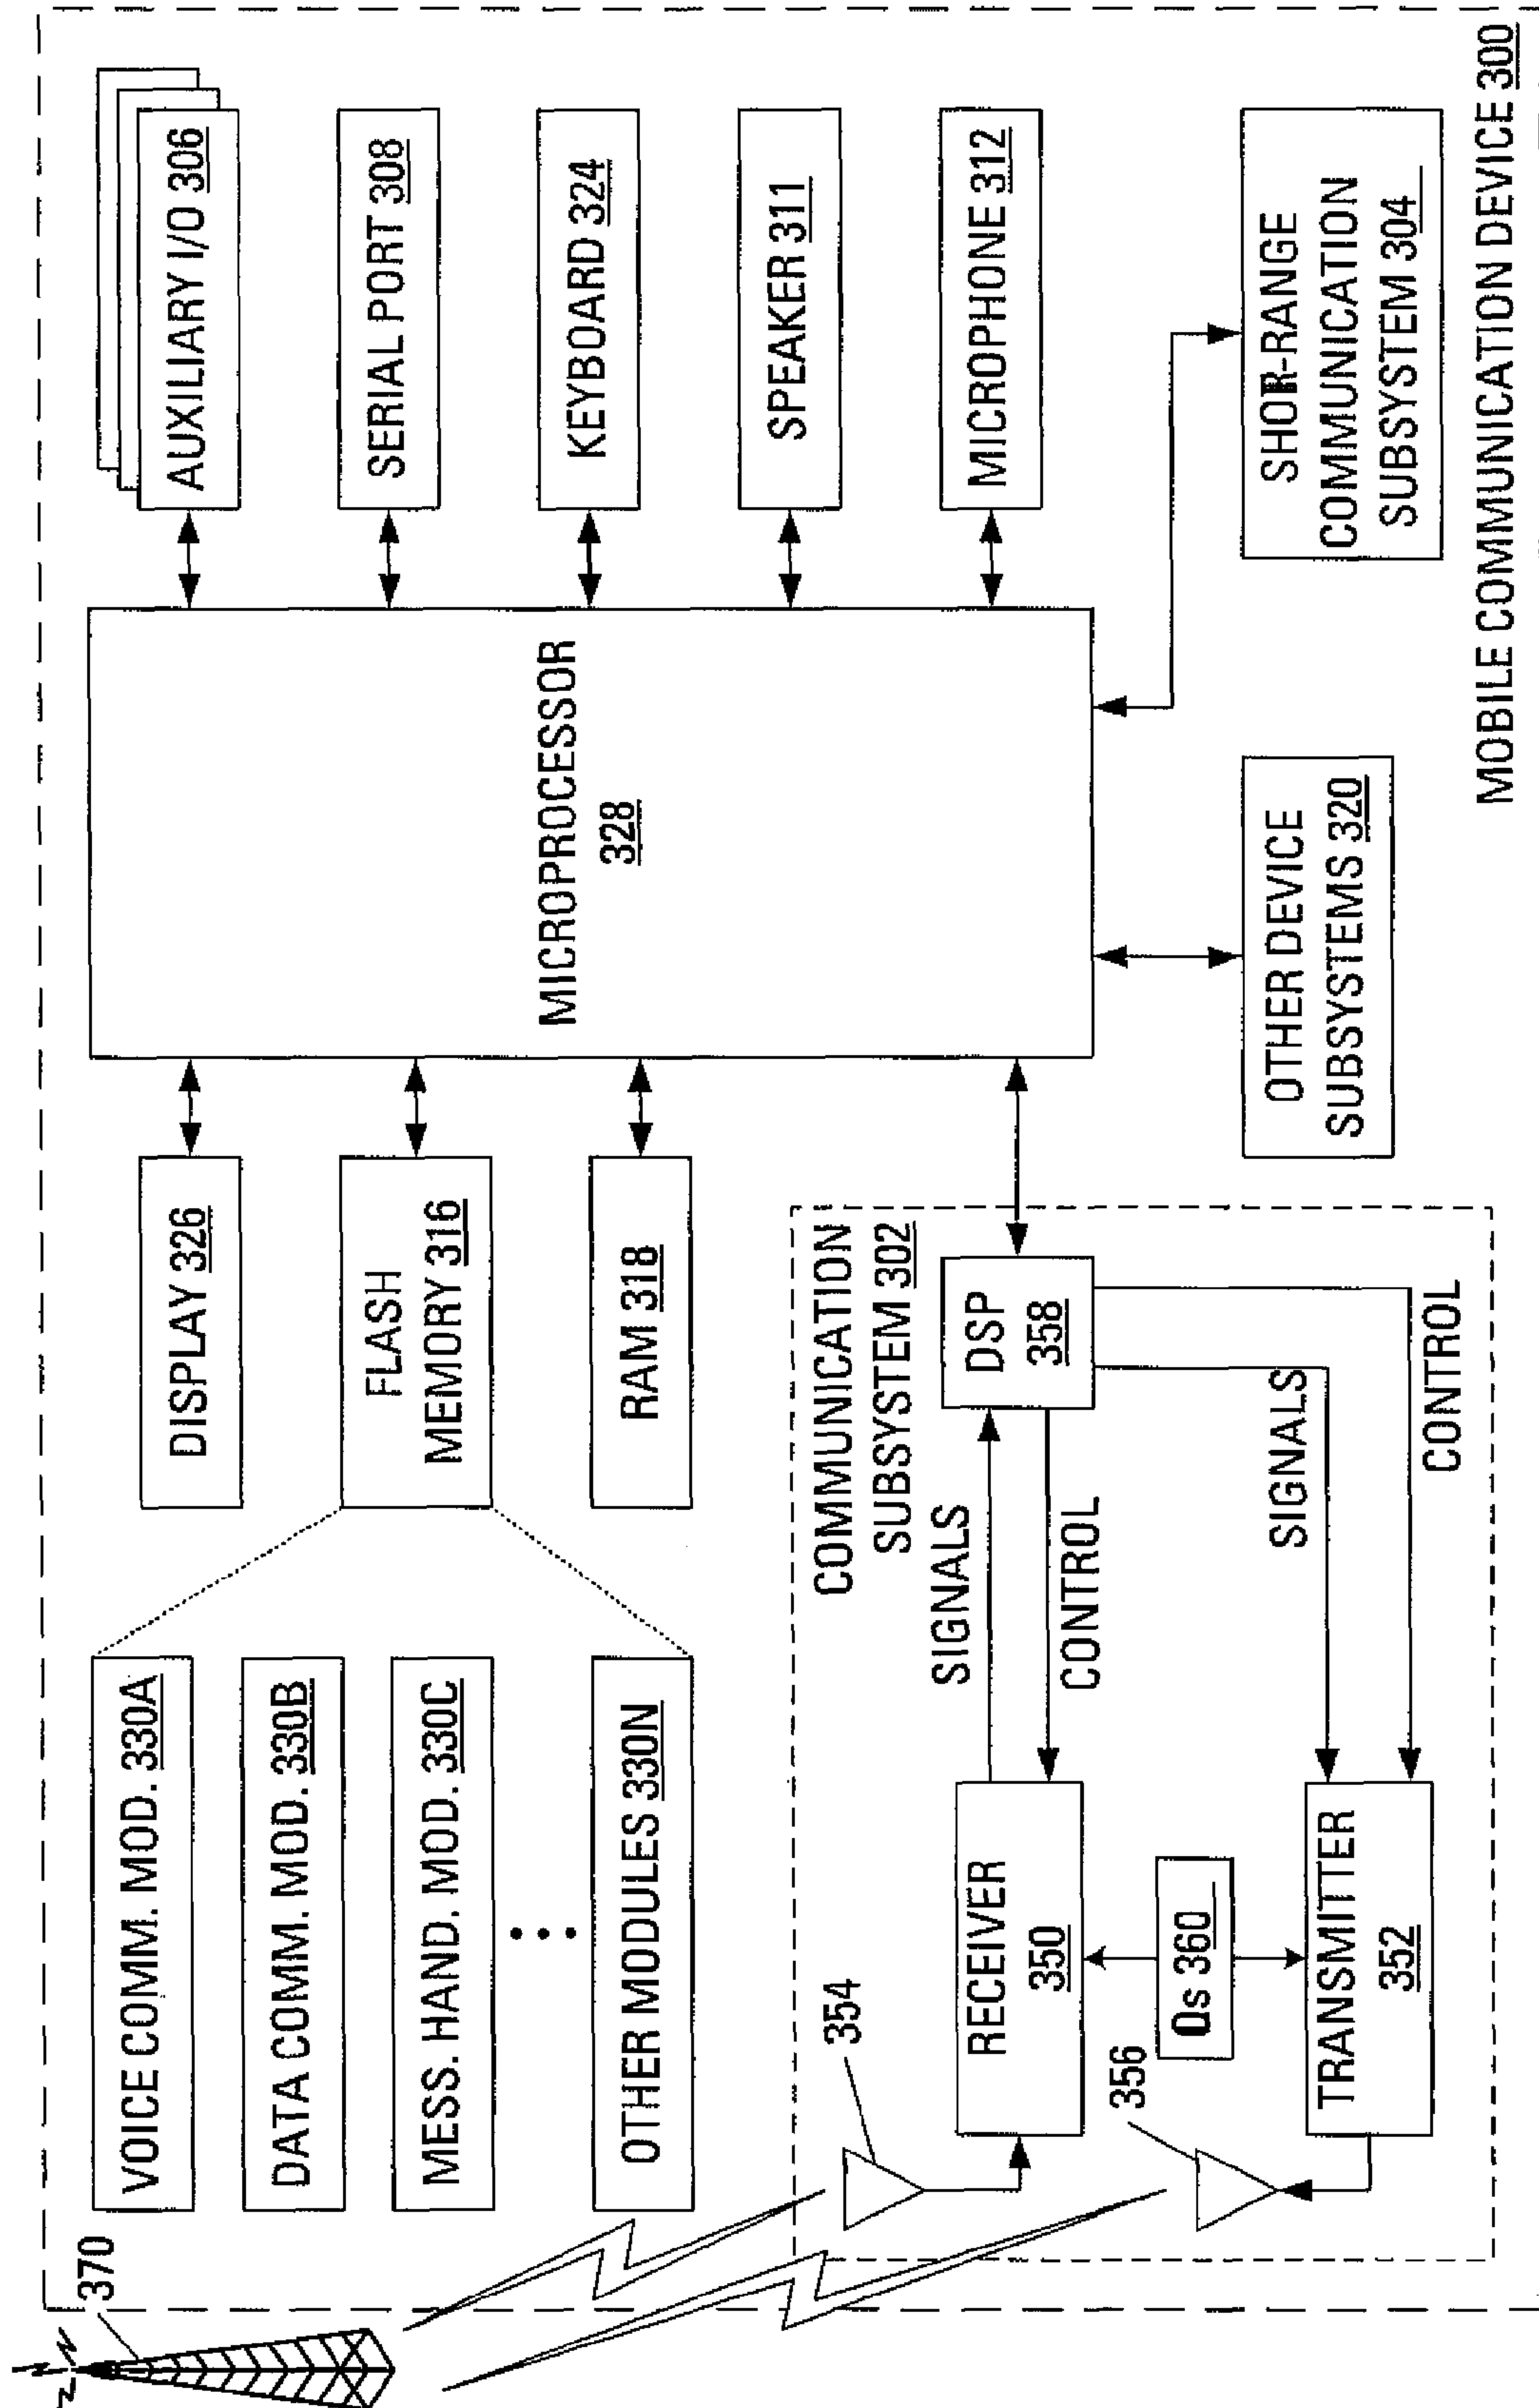 370
VOICE COMM. MOD. 330A
DATA COMM. MOD. 330B
MESS. HAND. MOD. 330C
OTHER MODULES 330N
DISPLAY 326
FLASH
MEMORY 316
RAM 318
MICROPROCESSOR
328
AUXILIARY I/O 306
SERIAL PORT 308
KEYBOARD 324
SPEAKER 311
MICROPHONE 312
COMMUNICATION
SUBSYSTEM 302
354
RECEIVER
350
SIGNALS
CONTROL
DSP
358
Os 360
356
TRANSMITTER
352
SIGNALS
CONTROL
OTHER DEVICE
SUBSYSTEMS 320
SHOR-RANGE
COMMUNICATION
SUBSYSTEM 304
MOBILE COMMUNICATION DEVICE 300